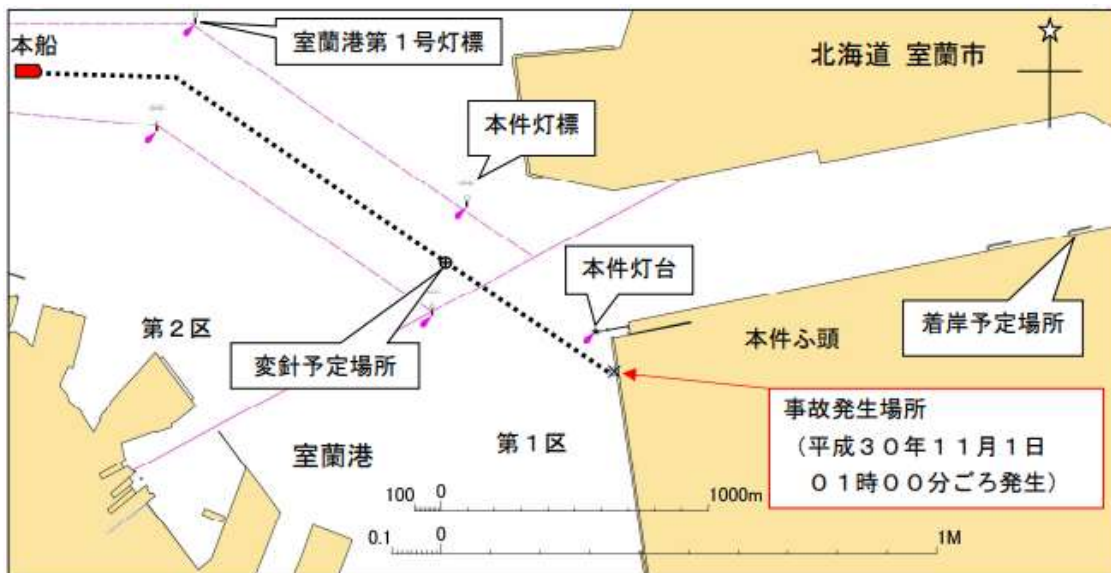 室蘭港第１号灯標
本船
北海道 室蘭市
本件灯標
本件灯台
着岸予定場所
第２区
変針予定場所
本件ふ頭
事故発生場所
（平成３０年１１月１日
０１時００分ごろ発生）
第１区
室蘭港
100 0 1000m
0.1 0 1M